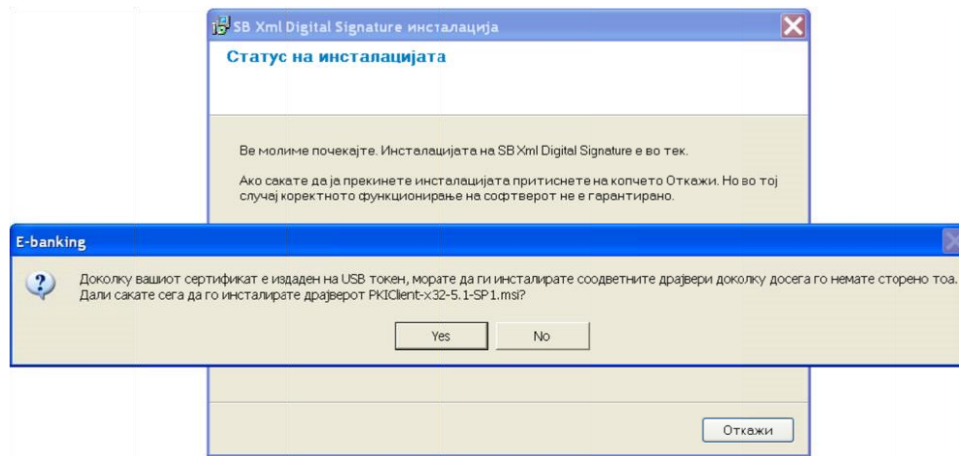 SB Xml Digital Signature инсталација
Статус на инсталацијата
Ве молиме почекајте. Инсталацијата на SB Xml Digital Signature е во тек.
Ако сакате да ја прекинете инсталацијата притиснете на копчето Откажи. Но во тој
случај коректното функционирање на софтверот не е гарантирано.
E-banking
Доколку вашиот сертификат е издаден на USB токен, морате да ги инсталирате соодветните драјвери доколку досега го немате сторено тоа.
Дали сакате сега да го инсталирате драјверот PKIClient-x32-5.1-SP1.msi?
Yes
No
Откажи